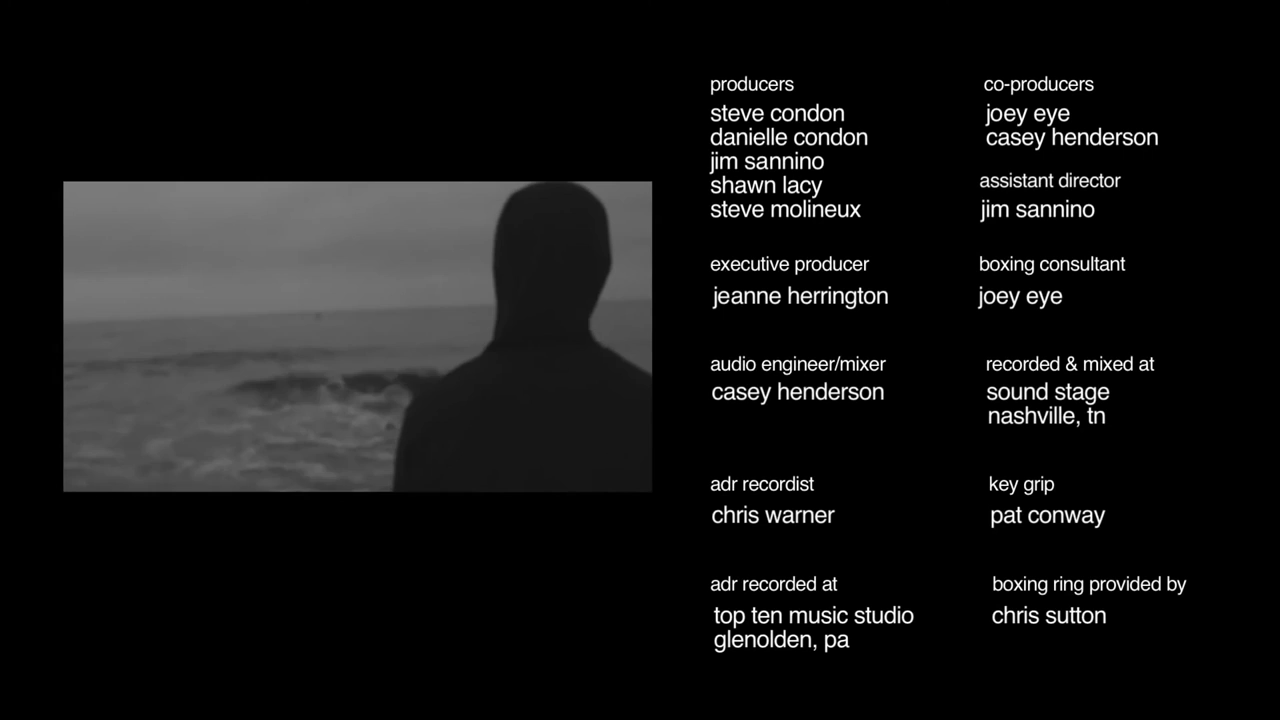 producers
steve condon
danielle condon
jim sannino
shawn lacy
steve molineux
executive producer
jeanne herrington
audio engineer/mixer
casey henderson
adr recordist
chris warner
adr recorded at
top ten music studio
glenolden, pa
co-producers
joey eye
casey henderson
assistant director
jim sannino
boxing consultant
joey eye
recorded & mixed at
sound stage
nashville, tn
key grip
pat conway
boxing ring provided by
chris sutton